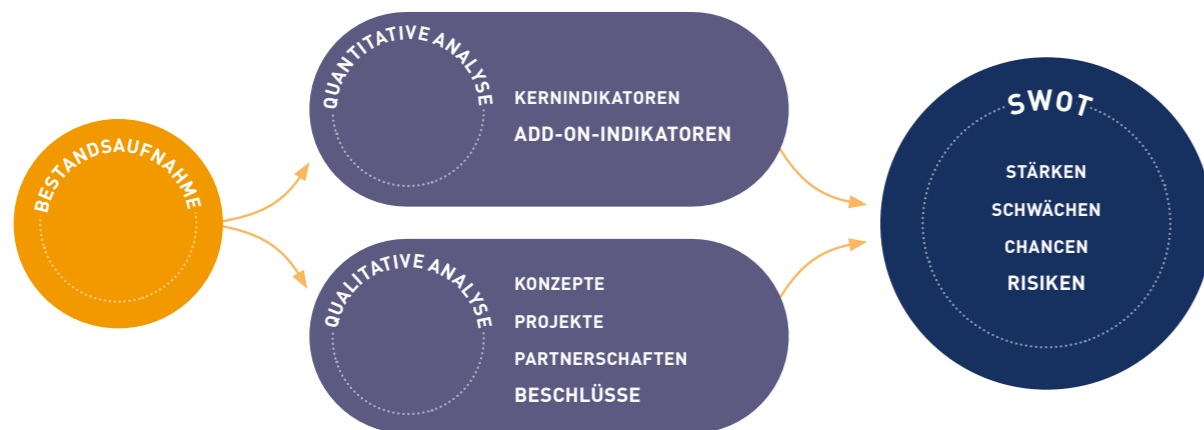 BESTANDSAUFNAHME
QUANTITATIVE ANALYSE
KERNINDIKATOREN
ADD-ON-INDIKATOREN
QUALITATIVE ANALYSE
KONZEPTE
PROJEKTE
PARTNERSCHAFTEN
BESCHLÜSSE
SWOT
STÄRKEN
SCHWÄCHEN
CHANCEN
RISIKEN